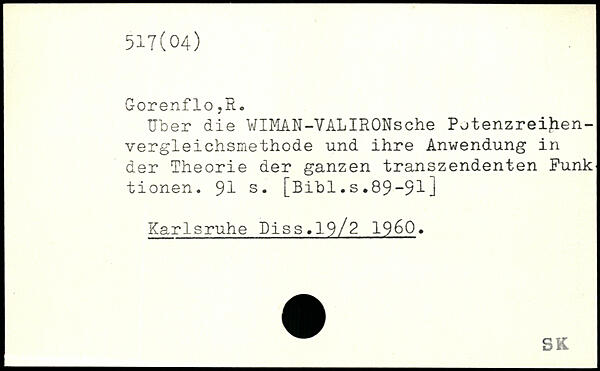 517(04)
Gorenflo,R.
Über die WIMAN-VALIRONsche Potenzreihen-
vergleichsmethode und ihre Anwendung in
der Theorie der ganzen transzendenten Funk-
tionen. 91 s. [Bibl.s.89-91]
Karlsruhe Diss.19/2 1960.
SK